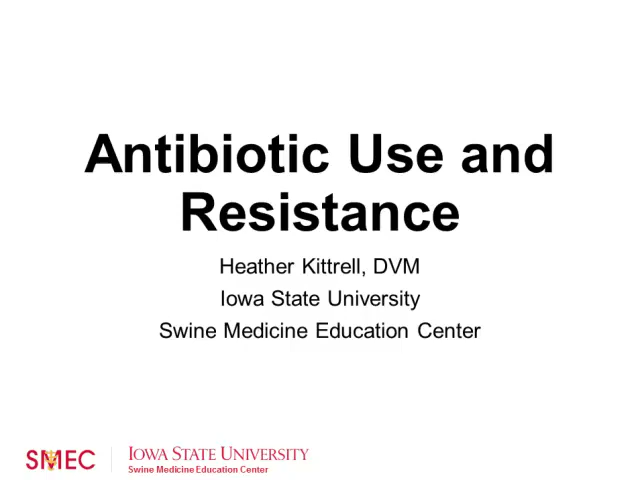 Antibiotic Use and
Resistance
Heather Kittrell, DVM
Iowa State University
Swine Medicine Education Center
SMEC
IOWA STATE UNIVERSITY
Swine Medicine Education Center